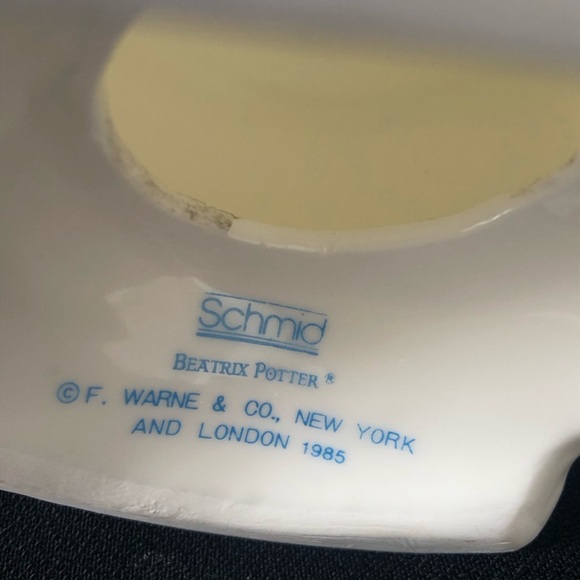 Schmid
BEATRIX POTTER ®
© F. WARNE & CO., NEW YORK
AND LONDON 1985